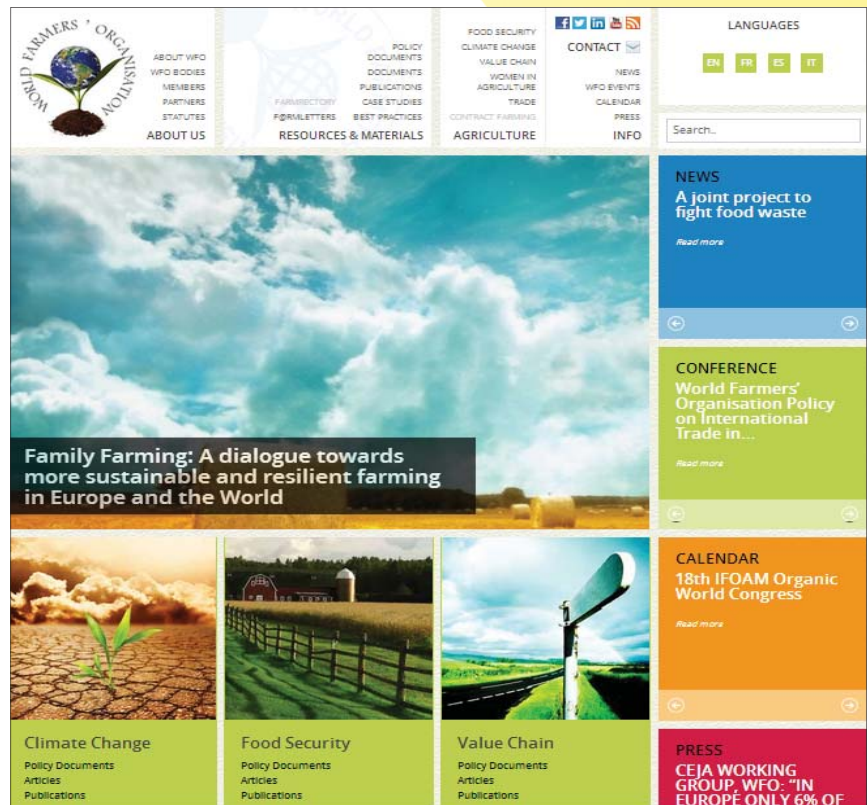 WORLD FARMERS' ORGANISATION
ABOUT WFO
WFO BODIES
MEMBERS
PARTNERS
STATUTES
ABOUT US
POLICY
DOCUMENTS
DOCUMENTS
PUBLICATIONS
FARMIRECTORY
CASE STUDIES
F@RMLETTERS
BEST PRACTICES
RESOURCES & MATERIALS
FOOD SECURITY
CLIMATE CHANGE
VALUE CHAIN
WOMEN IN
AGRICULTURE
TRADE
CONTRACT FARMING
AGRICULTURE
CONTACT
NEWS
WFO EVENTS
CALENDAR
PRESS
INFO
LANGUAGES
EN FR ES IT
Search..
Family Farming: A dialogue towards
more sustainable and resilient farming
in Europe and the World
NEWS
A joint project to
fight food waste
Read more
CONFERENCE
World Farmers'
Organisation Policy
on International
Trade in...
Read more
CALENDAR
18th IFOAM Organic
World Congress
Read more
PRESS
CEJA WORKING
GROUP, WFO: "IN
EUROPE ONLY 6% OF
Climate Change
Policy Documents
Articles
Publications
Food Security
Policy Documents
Articles
Publications
Value Chain
Policy Documents
Articles
Publications